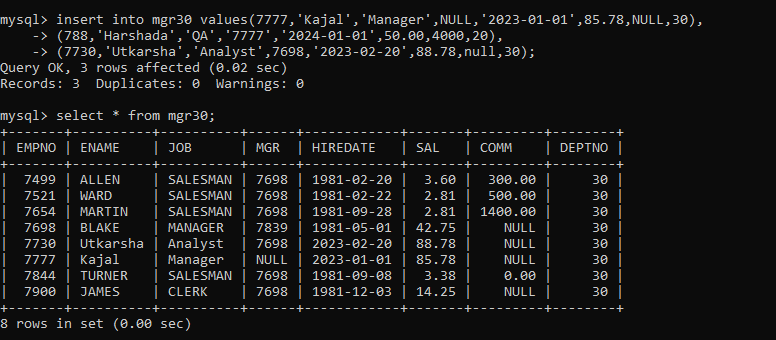 mysql> insert into mgr30 values(7777,'Kajal','Manager',NULL,'2023-01-01',85.78,NULL,30),
    -> (788,'Harshada','QA','7777','2024-01-01',50.00,4000,20),
    -> (7730,'Utkarsha','Analyst',7698,'2023-02-20',88.78,null,30);
Query OK, 3 rows affected (0.02 sec)
Records: 3  Duplicates: 0  Warnings: 0

mysql> select * from mgr30;
+-------+----------+----------+------+------------+-------+---------+--------+
| EMPNO | ENAME    | JOB      | MGR  | HIREDATE   | SAL   | COMM    | DEPTNO |
+-------+----------+----------+------+------------+-------+---------+--------+
|  7499 | ALLEN    | SALESMAN | 7698 | 1981-02-20 |  3.60 |  300.00 |     30 |
|  7521 | WARD     | SALESMAN | 7698 | 1981-02-22 |  2.81 |  500.00 |     30 |
|  7654 | MARTIN   | SALESMAN | 7698 | 1981-09-28 |  2.81 | 1400.00 |     30 |
|  7698 | BLAKE    | MANAGER  | 7839 | 1981-05-01 | 42.75 |    NULL |     30 |
|  7730 | Utkarsha | Analyst  | 7698 | 2023-02-20 | 88.78 |    NULL |     30 |
|  7777 | Kajal    | Manager  | NULL | 2023-01-01 | 85.78 |    NULL |     30 |
|  7844 | TURNER   | SALESMAN | 7698 | 1981-09-08 |  3.38 |    0.00 |     30 |
|  7900 | JAMES    | CLERK    | 7698 | 1981-12-03 | 14.25 |    NULL |     30 |
+-------+----------+----------+------+------------+-------+---------+--------+
8 rows in set (0.00 sec)